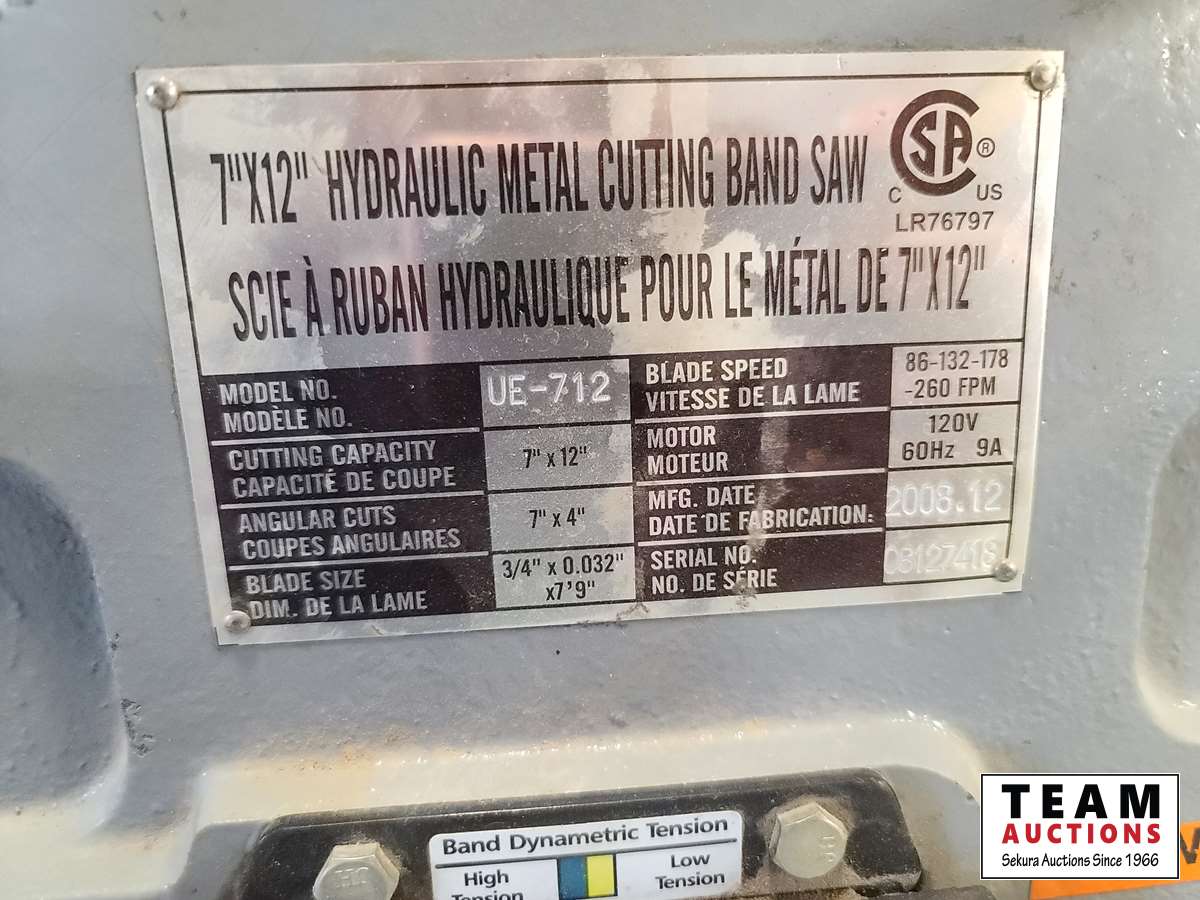 7"X12" HYDRAULIC METAL CUTTING BAND SAW
SCIE À RUBAN HYDRAULIQUE POUR LE MÉTAL DE 7"X12"
CSA ®
C US
LR76797
MODEL NO.
MODÈLE NO.
UE-712
CUTTING CAPACITY
CAPACITÉ DE COUPE
7" x 12"
ANGULAR CUTS
COUPES ANGULAIRES
7" x 4"
BLADE SIZE
DIM. DE LA LAME
3/4" x 0.032"
x7'9"
BLADE SPEED
VITESSE DE LA LAME
86-132-178
-260 FPM
MOTOR
MOTEUR
120V
60Hz 9A
MFG. DATE
DATE DE FABRICATION:
2008.12
SERIAL NO.
NO. DE SÉRIE
Band Dynametric Tension
High
Tension
Low
Tension
TEAM
AUCTIONS
Sekura Auctions Since 1966